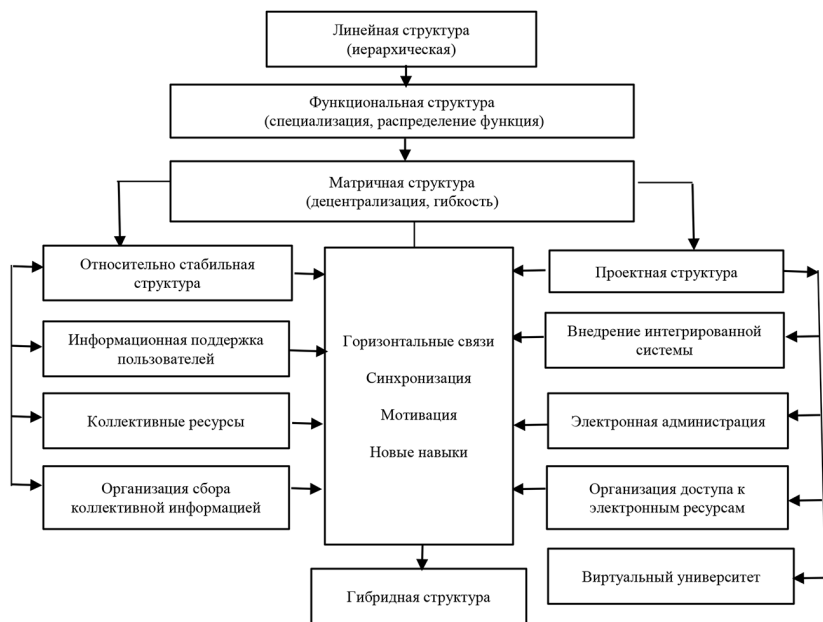 Линейная структура
(иерархическая)
Функциональная структура
(специализация, распределение функция)
Матричная структура
(децентрализация, гибкость)
Относительно стабильная
структура
Информационная поддержка
пользователей
Коллективные ресурсы
Организация сбора
коллективной информацией
Горизонтальные связи
Синхронизация
Мотивация
Новые навыки
Проектная структура
Внедрение интегрированной
системы
Электронная администрация
Организация доступа к
электронным ресурсам
Виртуальный университет
Гибридная структура